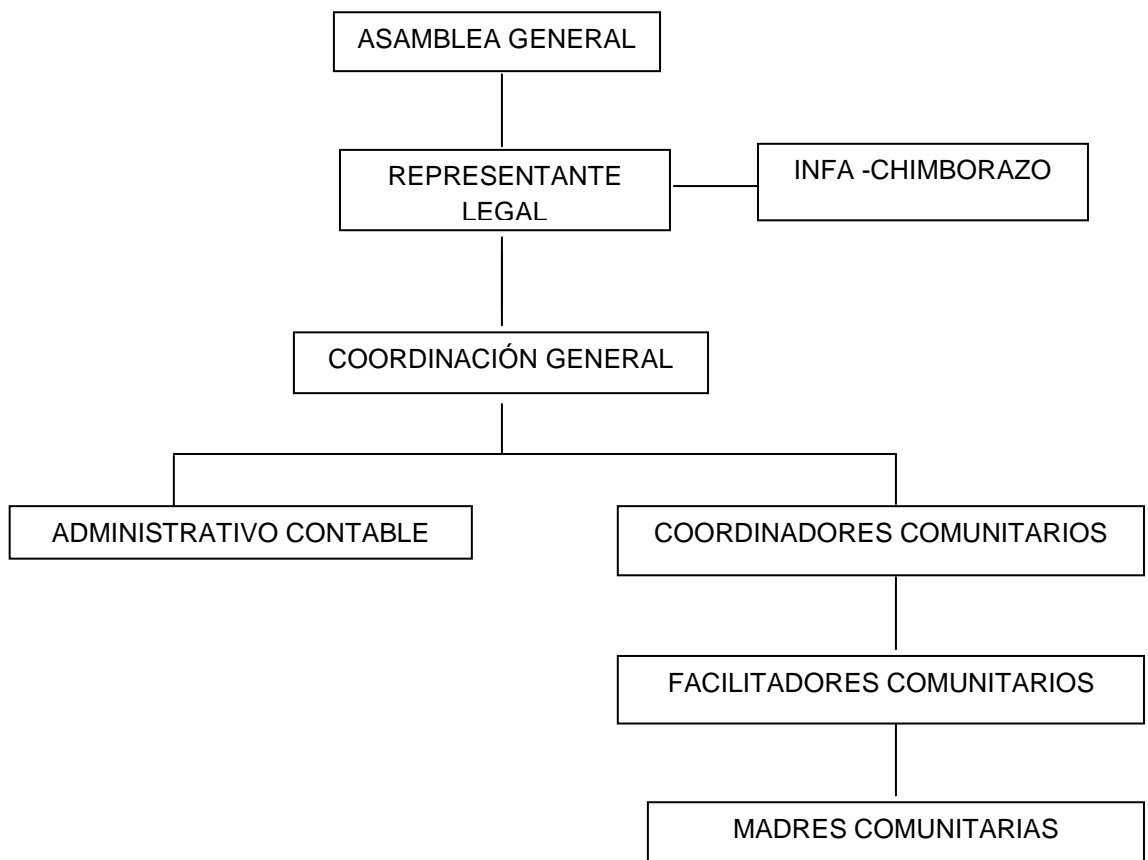 ASAMBLEA GENERAL
REPRESENTANTE
LEGAL
INFA -CHIMBORAZO
COORDINACIÓN GENERAL
ADMINISTRATIVO CONTABLE
COORDINADORES COMUNITARIOS
FACILITADORES COMUNITARIOS
MADRES COMUNITARIAS